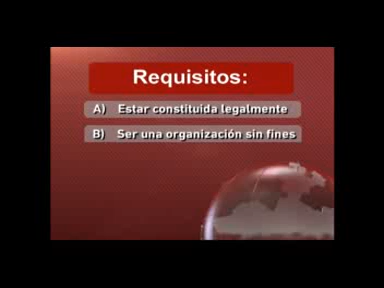 Requisitos:
A) Estar constituida legalmente
B) Ser una organización sin fines